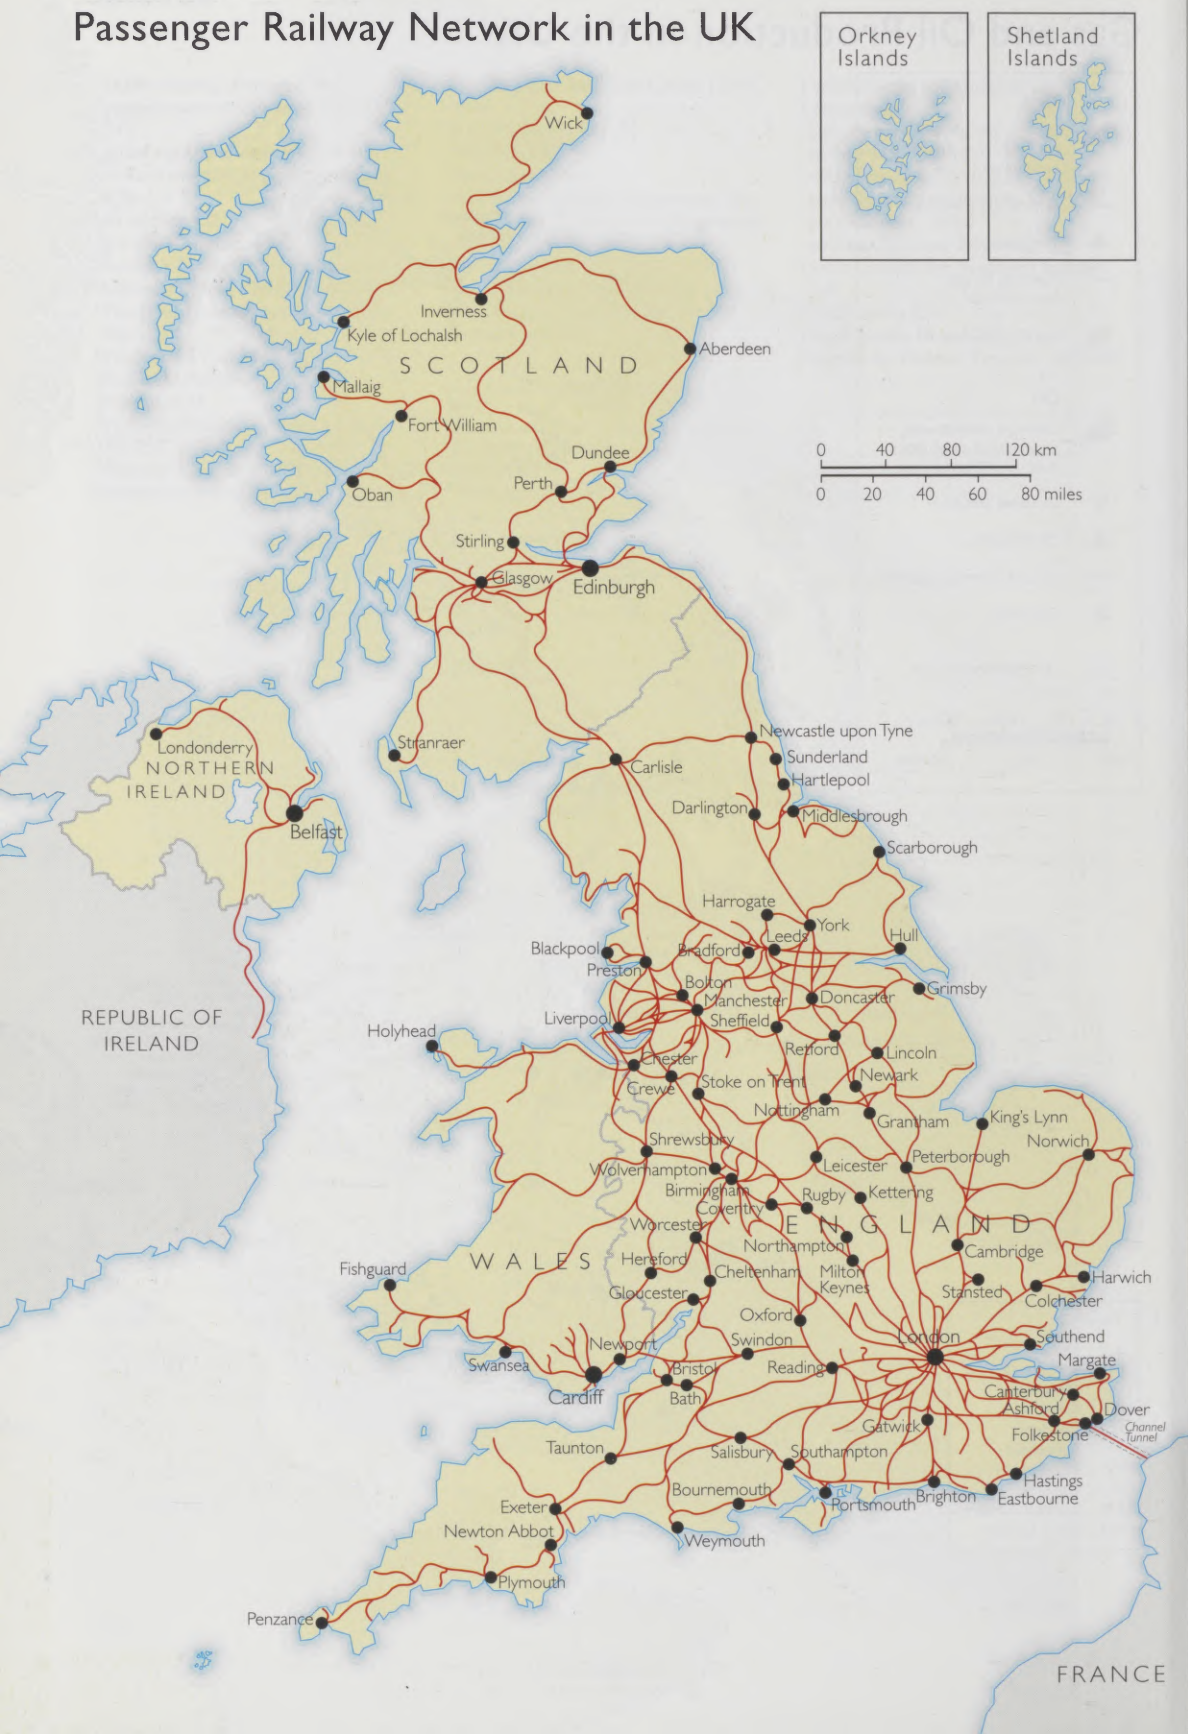 Passenger Railway Network in the UK
Orkney
Islands
Shetland
Islands
Wick
Inverness
Kyle of Lochalsh
Aberdeen
SCOTLAND
Mallaig
Fort William
Dundee
0 40 80 120 km
0 20 40 60 80 miles
Perth
Oban
Stirling
Glasgow
Edinburgh
Newcastle upon Tyne
Londonderry
Stranraer
Sunderland
NORTHERN
IRELAND
Carlisle
Hartlepool
Darlington
Middlesbrough
Belfast
Scarborough
Harrogate
York
Leeds
Hull
Blackpool
Bradford
Preston
Bolton
Grimsby
Manchester
Doncaster
REPUBLIC OF
IRELAND
Liverpool
Sheffield
Holyhead
Retford
Lincoln
Chester
Crewe
Stoke on Trent
Newark
Nottingham
Grantham
King's Lynn
Shrewsbury
Norwich
Wolverhampton
Leicester
Peterborough
Birmingham
Coventry
Rugby
Kettering
Worcester
ENGLAND
Northampton
Cambridge
WALES
Hereford
Fishguard
Cheltenham
Milton
Keynes
Harwich
Gloucester
Stansted
Colchester
Oxford
Newport
Swindon
London
Southend
Swansea
Bristol
Reading
Margate
Cardiff
Bath
Canterbury
Ashford
Dover
Gatwick
Folkestone
Channel
Tunnel
Taunton
Salisbury
Southampton
Hastings
Bournemouth
Exeter
Portsmouth
Brighton
Eastbourne
Newton Abbot
Weymouth
Plymouth
Penzance
FRANCE